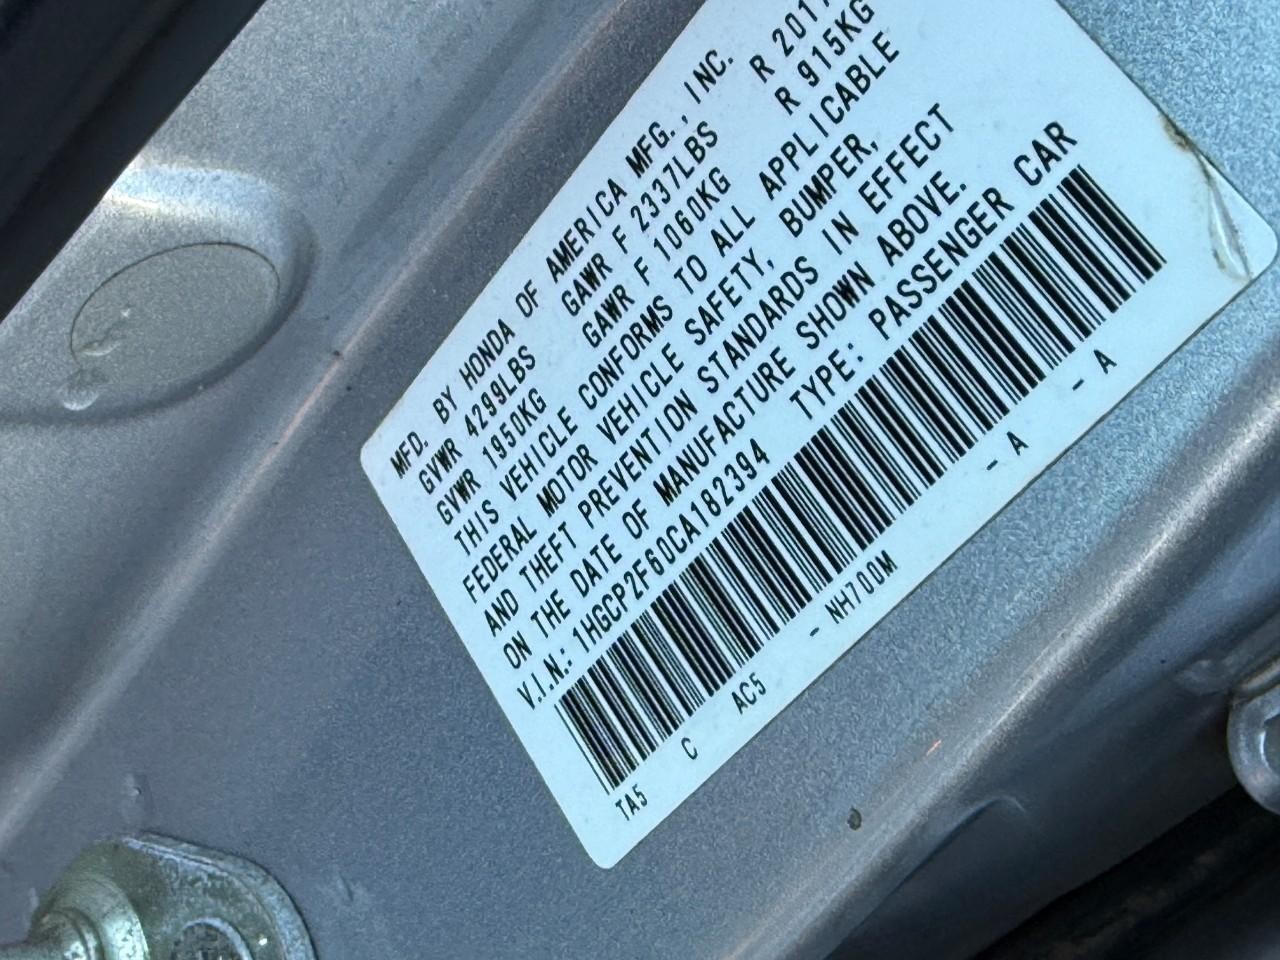 MFD. BY HONDA OF AMERICA MFG., INC.
GVWR 4299LBS GAWR F 2337LBS R 2017
GVWR 1950KG GAWR F 1060KG R 915KG
THIS VEHICLE CONFORMS TO ALL APPLICABLE
FEDERAL MOTOR VEHICLE SAFETY, BUMPER,
AND THEFT PREVENTION STANDARDS IN EFFECT
ON THE DATE OF MANUFACTURE SHOWN ABOVE.
V.I.N.: 1HGCP2F60CA182394 TYPE: PASSENGER CAR
TA5 C AC5 - NH700M - A - A